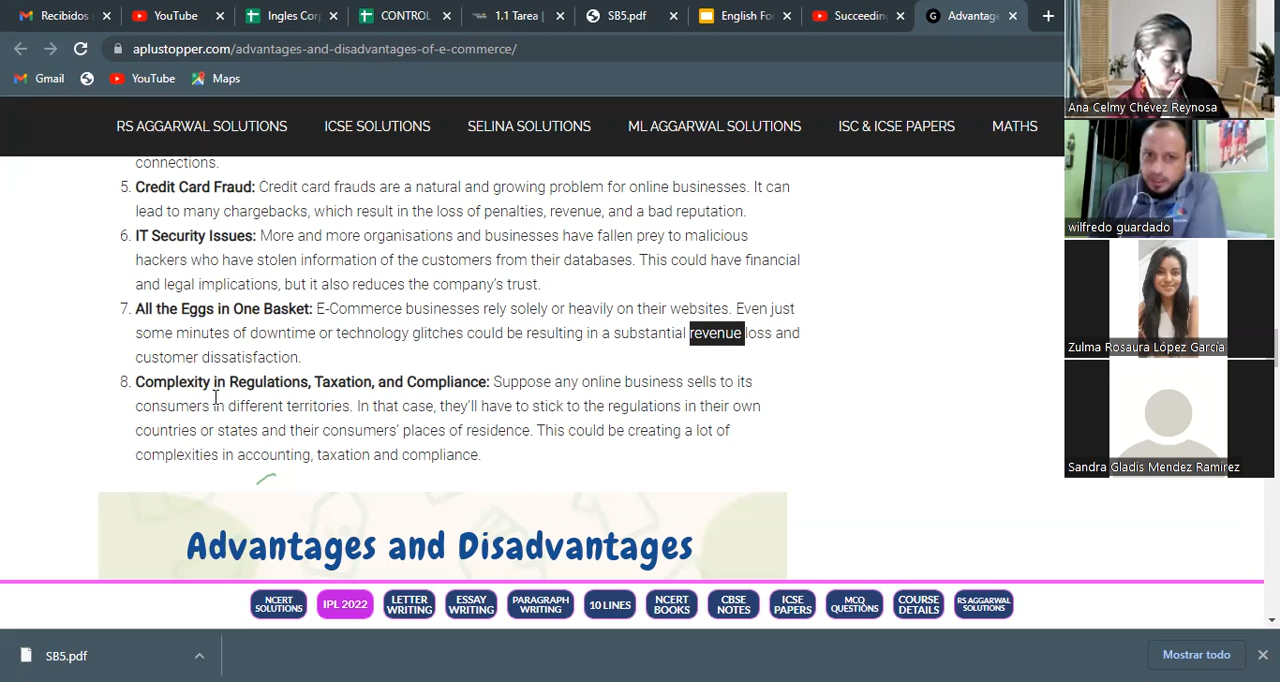 Recibidos
YouTube
Ingles Cor
CONTROL
1.1 Tarea |
SB5.pdf
English Fo
Succeedin
Advantage
aplustopper.com/advantages-and-disadvantages-of-e-commerce/
Gmail
YouTube
Maps
RS AGGARWAL SOLUTIONS
ICSE SOLUTIONS
SELINA SOLUTIONS
ML AGGARWAL SOLUTIONS
ISC & ICSE PAPERS
MATHS
connections.
5. Credit Card Fraud: Credit card frauds are a natural and growing problem for online businesses. It can
lead to many chargebacks, which result in the loss of penalties, revenue, and a bad reputation.
6. IT Security Issues: More and more organisations and businesses have fallen prey to malicious
hackers who have stolen information of the customers from their databases. This could have financial
and legal implications, but it also reduces the company's trust.
7. All the Eggs in One Basket: E-Commerce businesses rely solely or heavily on their websites. Even just
some minutes of downtime or technology glitches could be resulting in a substantial revenue loss and
customer dissatisfaction.
8. Complexity in Regulations, Taxation, and Compliance: Suppose any online business sells to its
consumers in different territories. In that case, they'll have to stick to the regulations in their own
countries or states and their consumers' places of residence. This could be creating a lot of
complexities in accounting, taxation and compliance.
Advantages and Disadvantages
NCERT
SOLUTIONS
IPL 2022
LETTER
WRITING
ESSAY
WRITING
PARAGRAPH
WRITING
10 LINES
NCERT
BOOKS
CBSE
NOTES
ICSE
PAPERS
MCQ
QUESTIONS
COURSE
DETAILS
RS AGGARWAL
SOLUTIONS
SB5.pdf
Mostrar todo
Ana Celmy Chévez Reynosa
wilfredo guardado
Zulma Rosaura López García
Sandra Gladis Mendez Ramirez